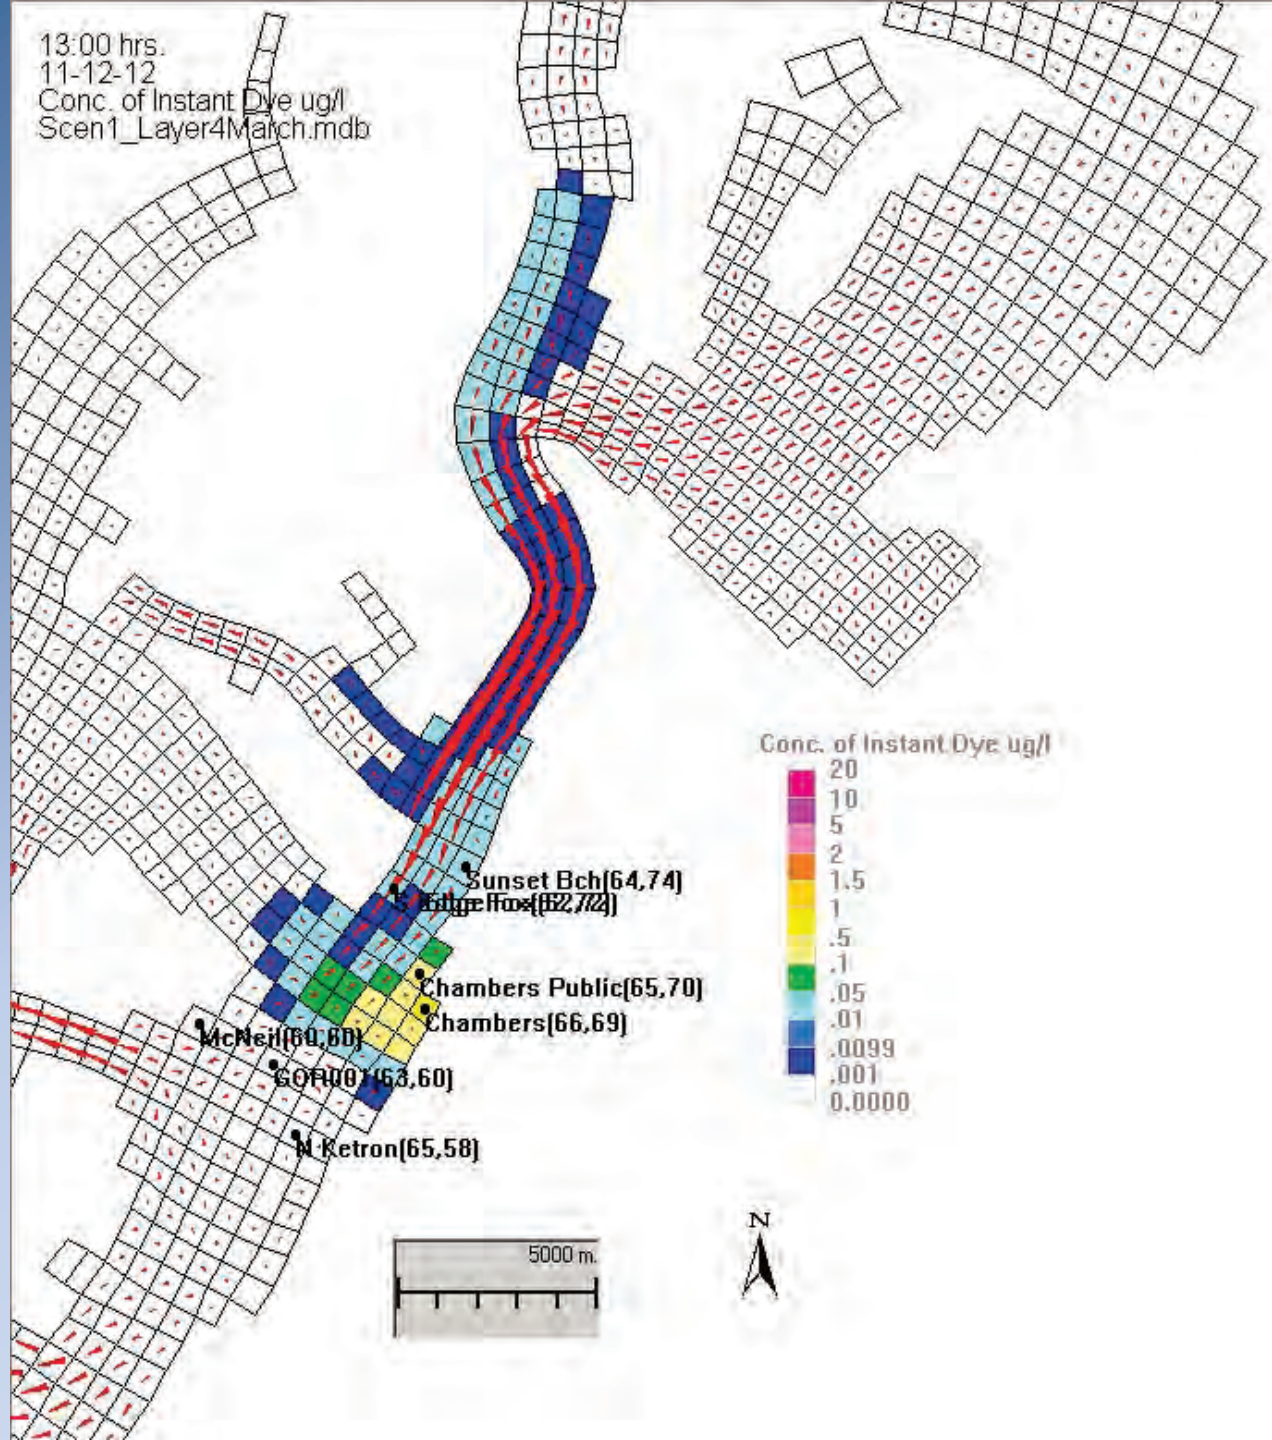 13:00 hrs.
11-12-12
Conc. of Instant Dye ug/l
Scen1_Layer4March.mdb
Conc. of Instant Dye ug/l
20
10
5
2
1.5
1
.5
.1
.05
.01
.0099
.001
0.0000
Sunset Bch(64,74)
Chambers Public(65,70)
Chambers(66,69)
McNeil(60,60)
(63,60)
N Ketron(65,58)
5000 m.
N